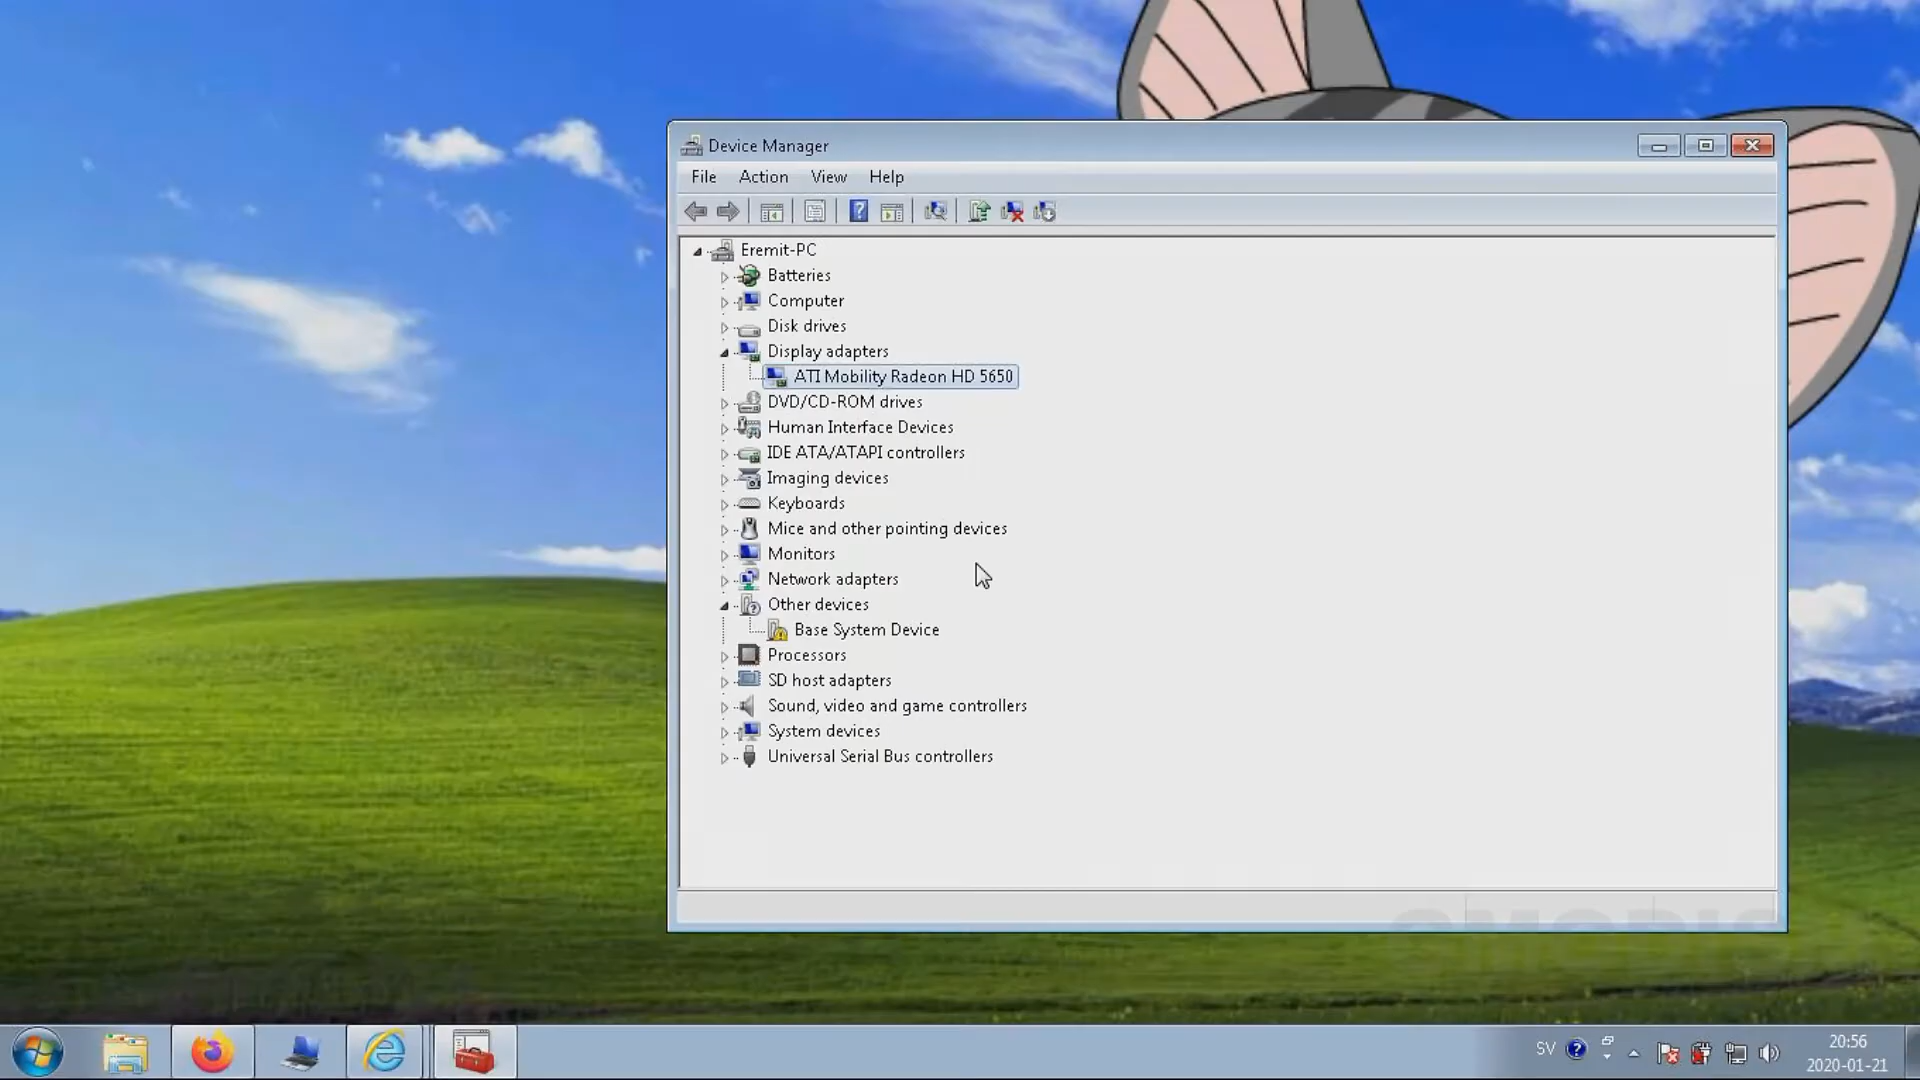 Device Manager
File Action View Help
Eremit-PC
Batteries
Computer
Disk drives
Display adapters
ATI Mobility Radeon HD 5650
DVD/CD-ROM drives
Human Interface Devices
IDE ATA/ATAPI controllers
Imaging devices
Keyboards
Mice and other pointing devices
Monitors
Network adapters
Other devices
Base System Device
Processors
SD host adapters
Sound, video and game controllers
System devices
Universal Serial Bus controllers
SV
20:56
2020-01-21